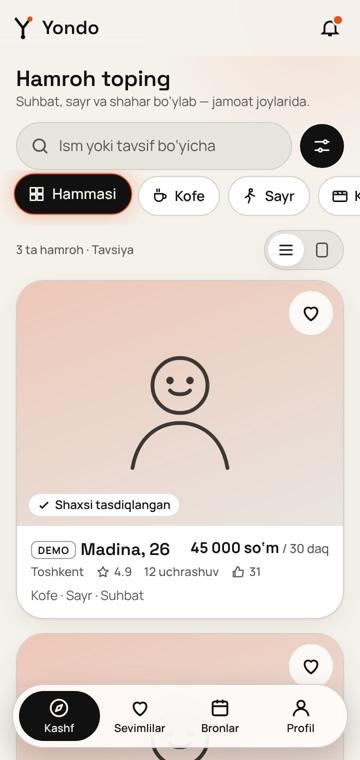 Yondo
Hamroh toping
Suhbat, sayr va shahar bo‘ylab — jamoat joylarida.
Ism yoki tavsif bo‘yicha
Hammasi
Kofe
Sayr
3 ta hamroh · Tavsiya
Shaxsi tasdiqlangan
DEMO Madina, 26 45 000 so‘m / 30 daq
Toshkent 4.9 12 uchrashuv 31
Kofe · Sayr · Suhbat
Kashf
Sevimlilar
Bronlar
Profil